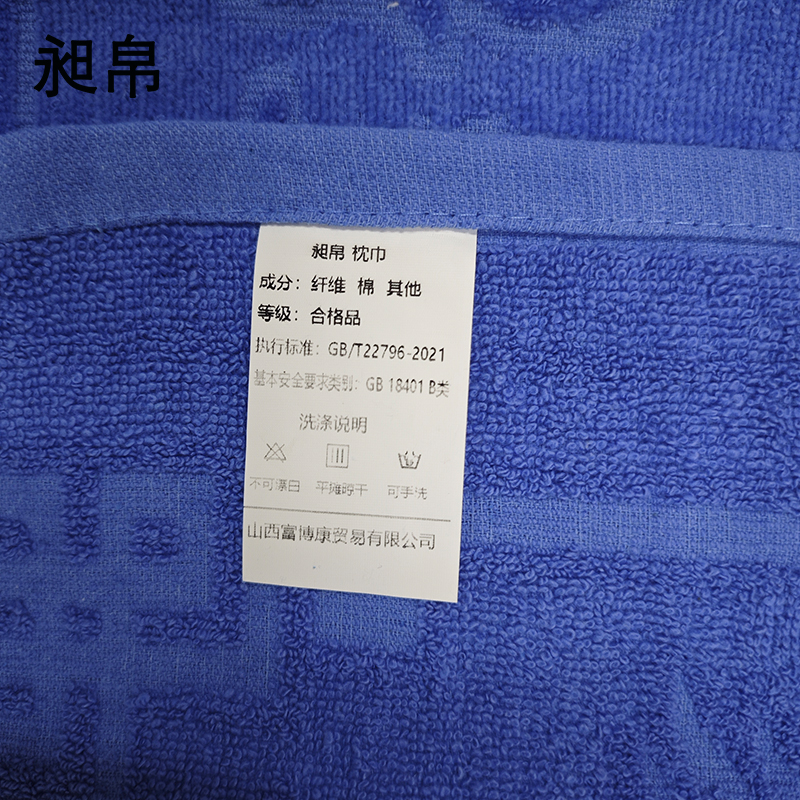 昶帛
昶帛 枕巾
成分：纤维 棉 其他
等级：合格品
执行标准：GB/T22796-2021
基本安全要求类别：GB 18401 B类
洗涤说明
不可漂白 平摊晾干 可手洗
山西富博康贸易有限公司